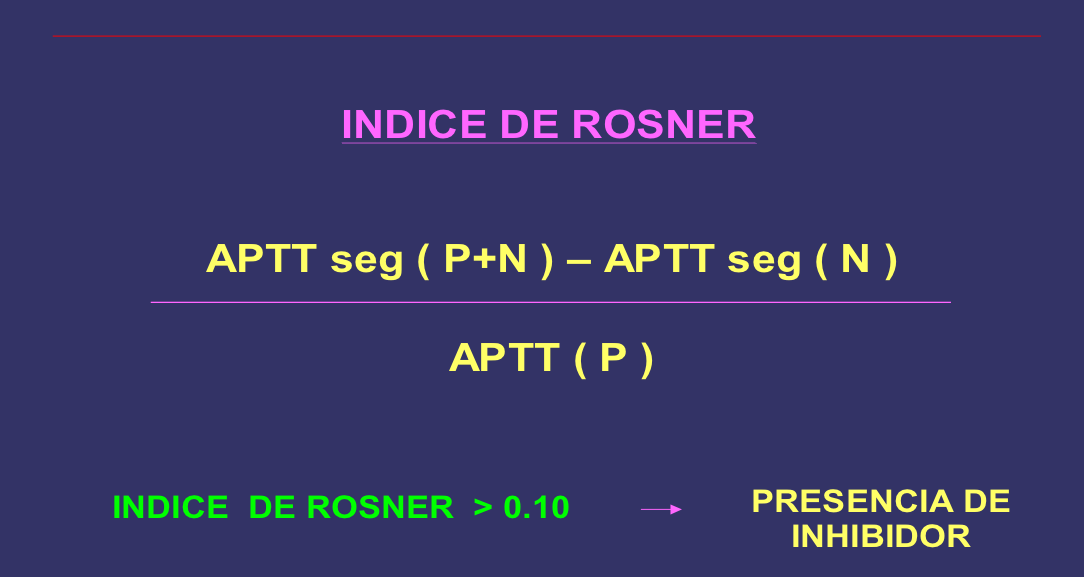 INDICE DE ROSNER
APTT seg ( P+N ) – APTT seg ( N )
APTT ( P )
INDICE DE ROSNER > 0.10
PRESENCIA DE
INHIBIDOR